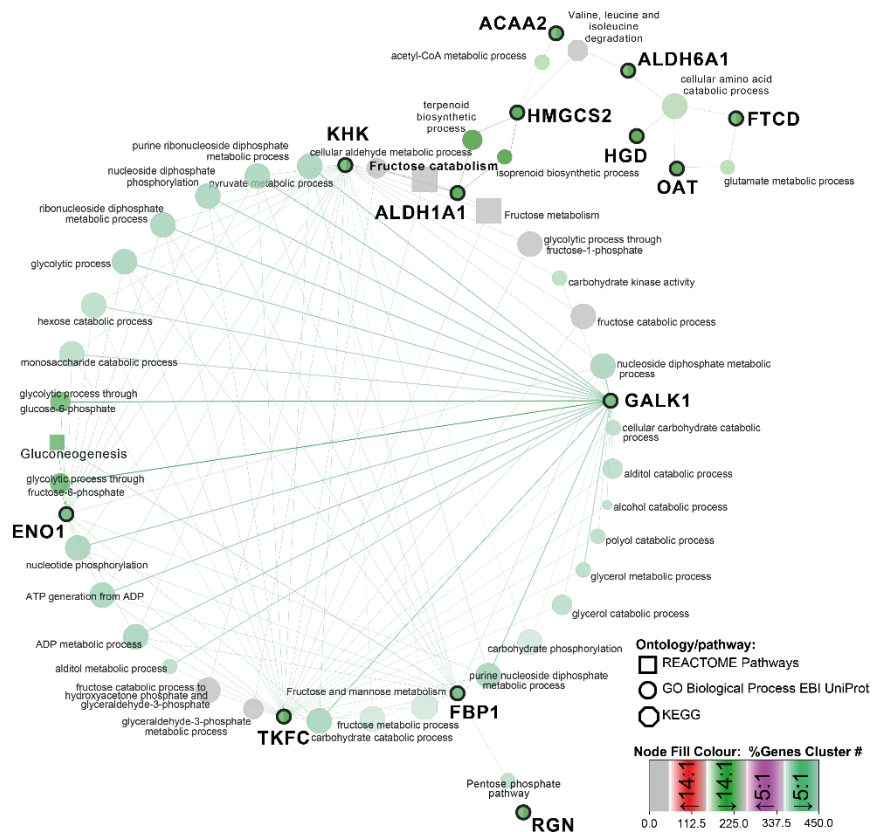 ACAA2
Valine, leucine and
isoleucine
degradation
acetyl-CoA metabolic process
ALDH6A1
cellular amino acid
catabolic process
terpenoid
biosynthetic
process
HMGCS2
FTCD
HGD
KHK
purine ribonucleoside diphosphate
metabolic process
cellular aldehyde metabolic process
Fructose catabolism
isoprenoid biosynthetic process
OAT
glutamate metabolic process
nucleoside diphosphate
phosphorylation
pyruvate metabolic process
ALDH1A1
Fructose metabolism
ribonucleoside diphosphate
metabolic process
glycolytic process through
fructose-1-phosphate
glycolytic process
carbohydrate kinase activity
hexose catabolic process
fructose catabolic process
monosaccharide catabolic process
nucleoside diphosphate metabolic
process
glycolytic process through
glucose-6-phosphate
GALK1
cellular carbohydrate catabolic
process
Gluconeogenesis
alditol catabolic process
glycolytic process through
fructose-6-phosphate
ENO1
alcohol catabolic process
polyol catabolic process
nucleotide phosphorylation
glycerol metabolic process
ATP generation from ADP
glycerol catabolic process
ADP metabolic process
carbohydrate phosphorylation
alditol metabolic process
purine nucleoside diphosphate
metabolic process
fructose catabolic process to
hydroxyacetone phosphate and
glyceraldehyde-3-phosphate
Fructose and mannose metabolism
FBP1
glyceraldehyde-3-phosphate
metabolic process
TKFC
fructose metabolic process
carbohydrate catabolic process
Pentose phosphate
pathway
RGN
Ontology/pathway:
REACTOME Pathways
GO Biological Process EBI UniProt
KEGG
Node Fill Colour: %Genes Cluster #
↑14:1
↓14:1
↑5:1
↓5:1
0.0 112.5 225.0 337.5 450.0